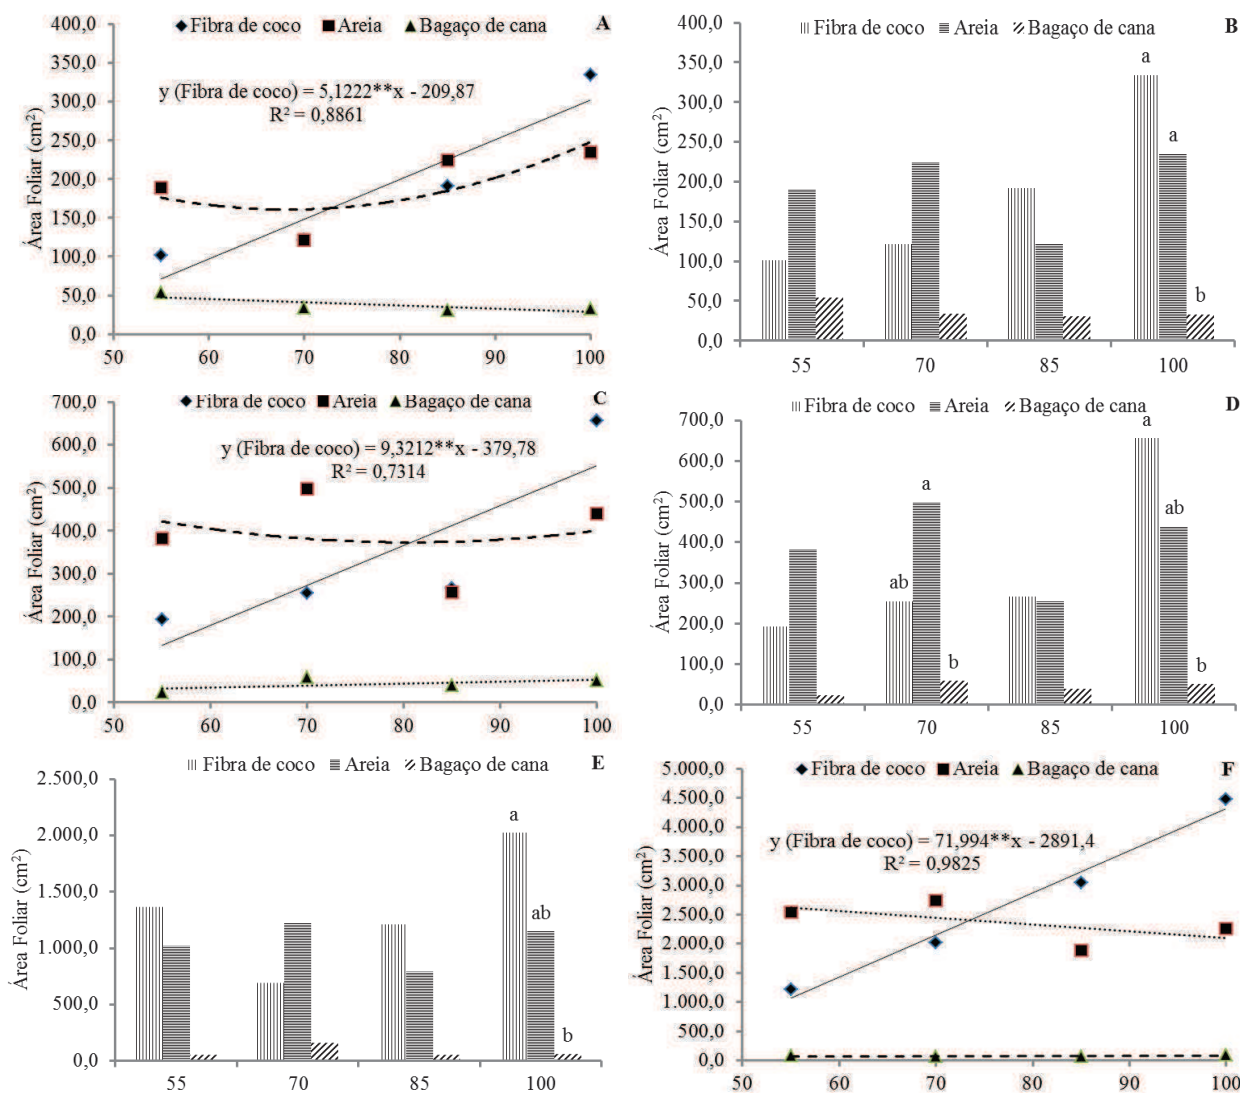 Fibra de coco Areia Bagaço de cana A
400,0
350,0
300,0
250,0
200,0
150,0
100,0
50,0
0,0
Área Foliar (cm²)
y (Fibra de coco) = 5,1222**x - 209,87
R² = 0,8861
50 60 70 80 90 100
Fibra de coco Areia Bagaço de cana B
400,0
350,0
300,0
250,0
200,0
150,0
100,0
50,0
0,0
Área Foliar (cm²)
a
a
b
55 70 85 100
Fibra de coco Areia Bagaço de cana C
700,0
600,0
500,0
400,0
300,0
200,0
100,0
0,0
Área Foliar (cm²)
y (Fibra de coco) = 9,3212**x - 379,78
R² = 0,7314
50 60 70 80 90 100
Fibra de coco Areia Bagaço de cana D
700,0
600,0
500,0
400,0
300,0
200,0
100,0
0,0
Área Foliar (cm²)
ab
a
b
a
ab
b
55 70 85 100
Fibra de coco Areia Bagaço de cana E
2.500,0
2.000,0
1.500,0
1.000,0
500,0
0,0
Área Foliar (cm²)
a
ab
b
55 70 85 100
Fibra de coco Areia Bagaço de cana F
5.000,0
4.500,0
4.000,0
3.500,0
3.000,0
2.500,0
2.000,0
1.500,0
1.000,0
500,0
0,0
Área Foliar (cm²)
y (Fibra de coco) = 71,994**x - 2891,4
R² = 0,9825
50 60 70 80 90 100